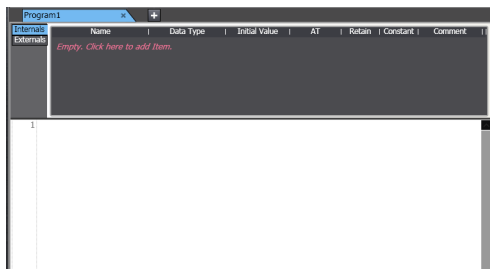 Program1 × +
Internals Name Data Type Initial Value AT Retain Constant Comment
Externals
Empty. Click here to add Item.
1